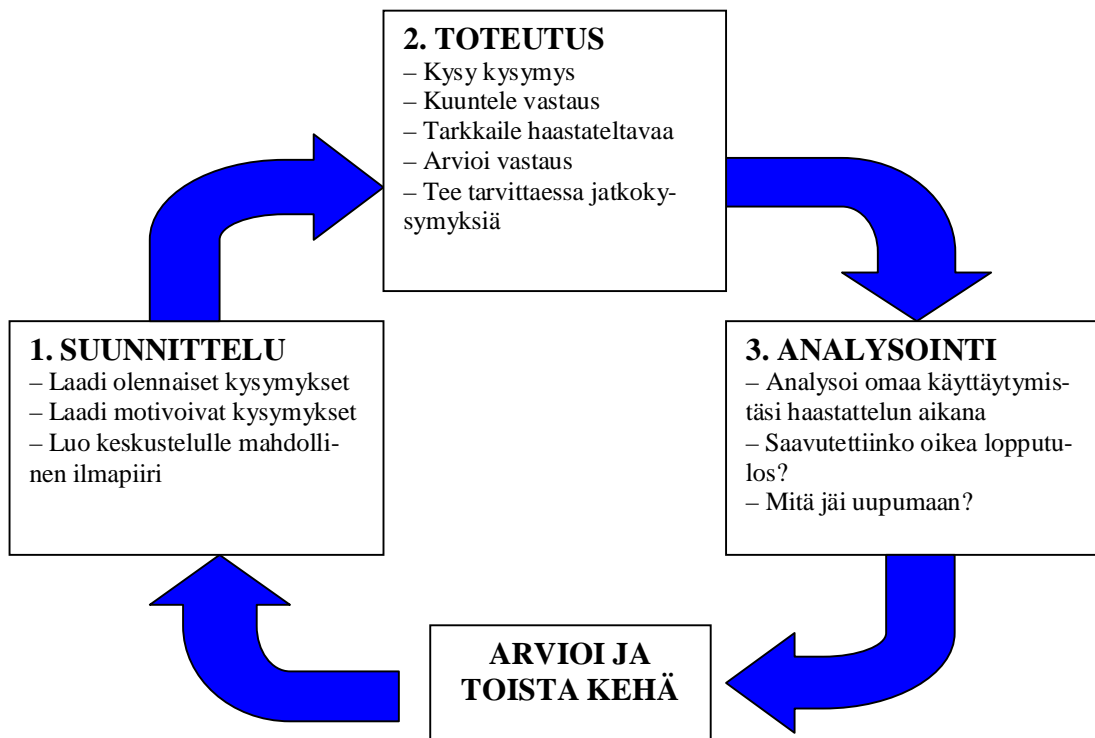 2. TOTEUTUS
– Kysy kysymys
– Kuuntele vastaus
– Tarkkaile haastateltavaa
– Arvioi vastaus
– Tee tarvittaessa jatkoky-
symyksiä
1. SUUNNITTELU
– Laadi olennaiset kysymykset
– Laadi motivoivat kysymykset
– Luo keskustelulle mahdolli-
nen ilmapiiri
3. ANALYSOINTI
– Analysoi omaa käyttäytymis-
täsi haastattelun aikana
– Saavutettiinko oikea lopputu-
los?
– Mitä jäi uupumaan?
ARVIOI JA
TOISTA KEHÄ